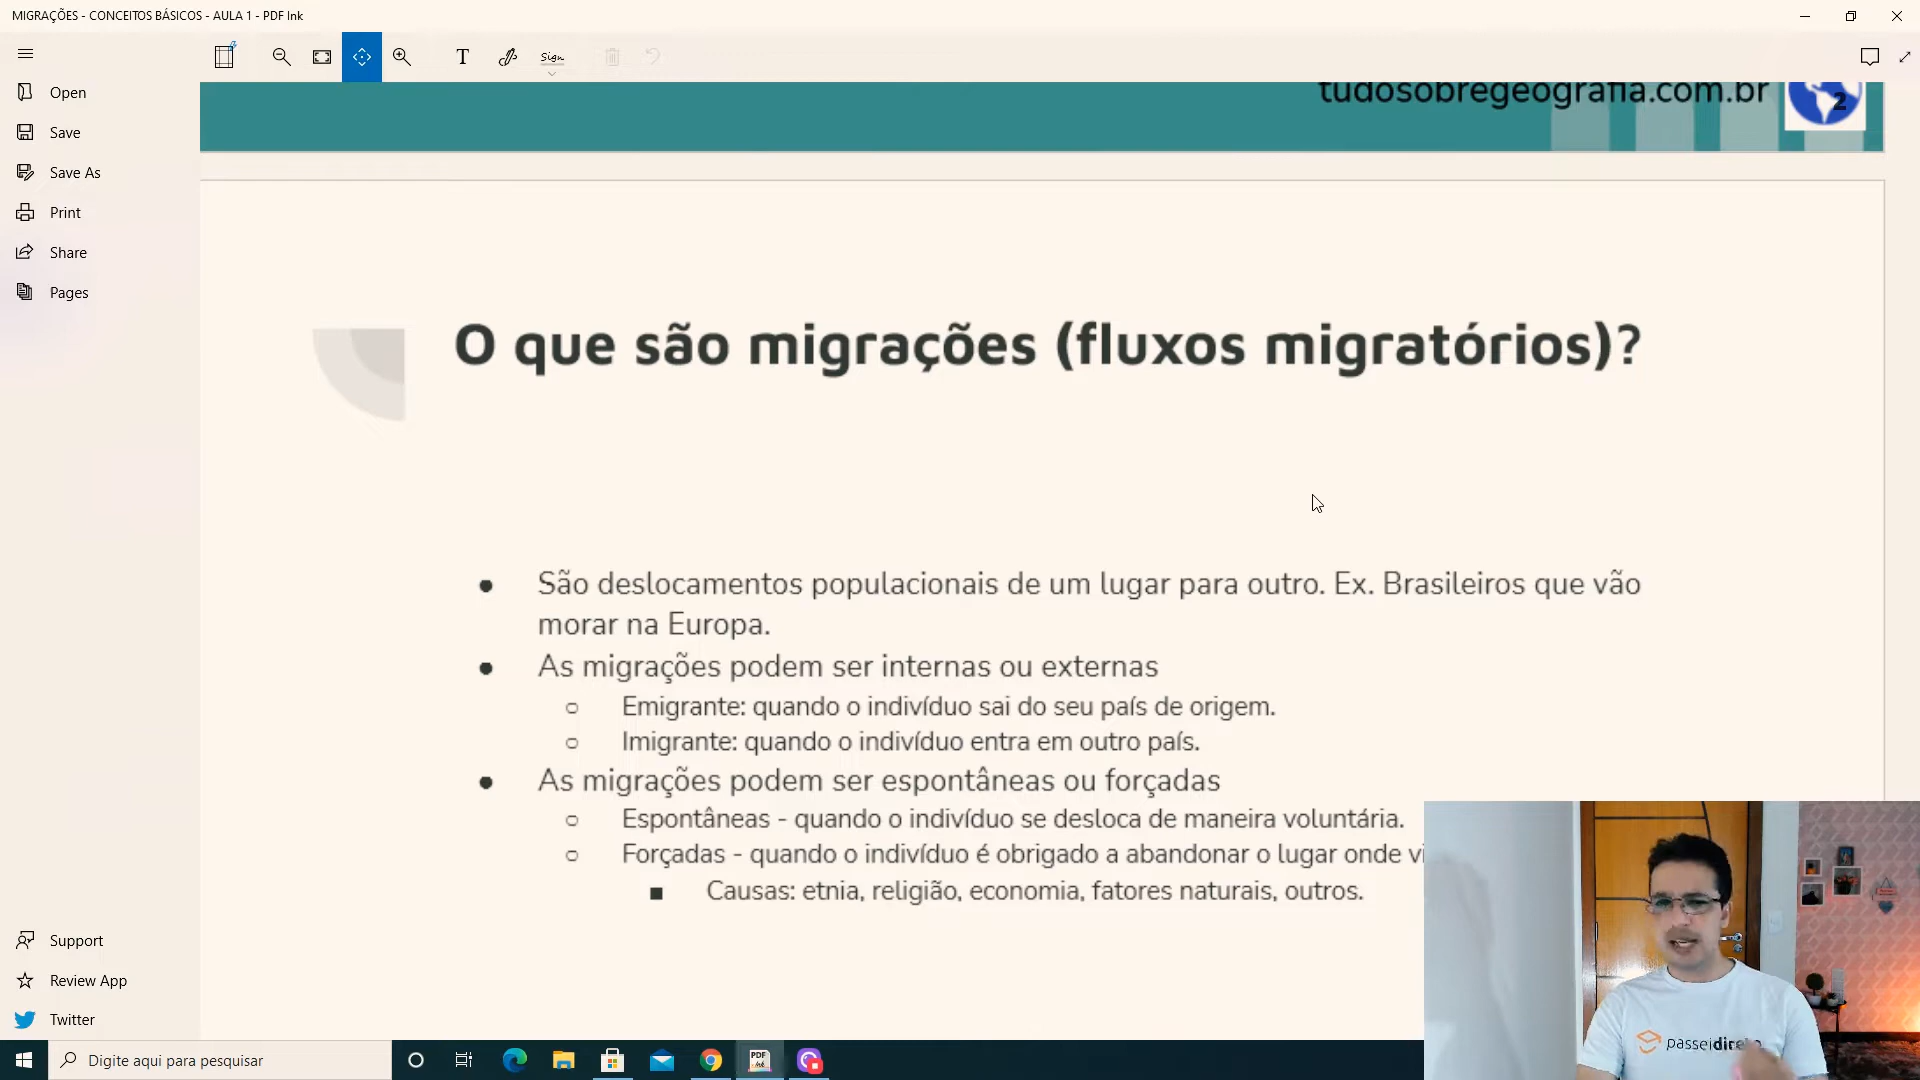 MIGRAÇÕES - CONCEITOS BÁSICOS - AULA 1 - PDF Ink
Sign
Open
Save
Save As
Print
Share
Pages
tudosobregeografia.com.br
2
O que são migrações (fluxos migratórios)?
● São deslocamentos populacionais de um lugar para outro. Ex. Brasileiros que vão
morar na Europa.
● As migrações podem ser internas ou externas
○ Emigrante: quando o indivíduo sai do seu país de origem.
○ Imigrante: quando o indivíduo entra em outro país.
● As migrações podem ser espontâneas ou forçadas
○ Espontâneas - quando o indivíduo se desloca de maneira voluntária.
○ Forçadas - quando o indivíduo é obrigado a abandonar o lugar onde
■ Causas: etnia, religião, economia, fatores naturais, outros.
Support
Review App
Twitter
Digite aqui para pesquisar
PDF
Ink